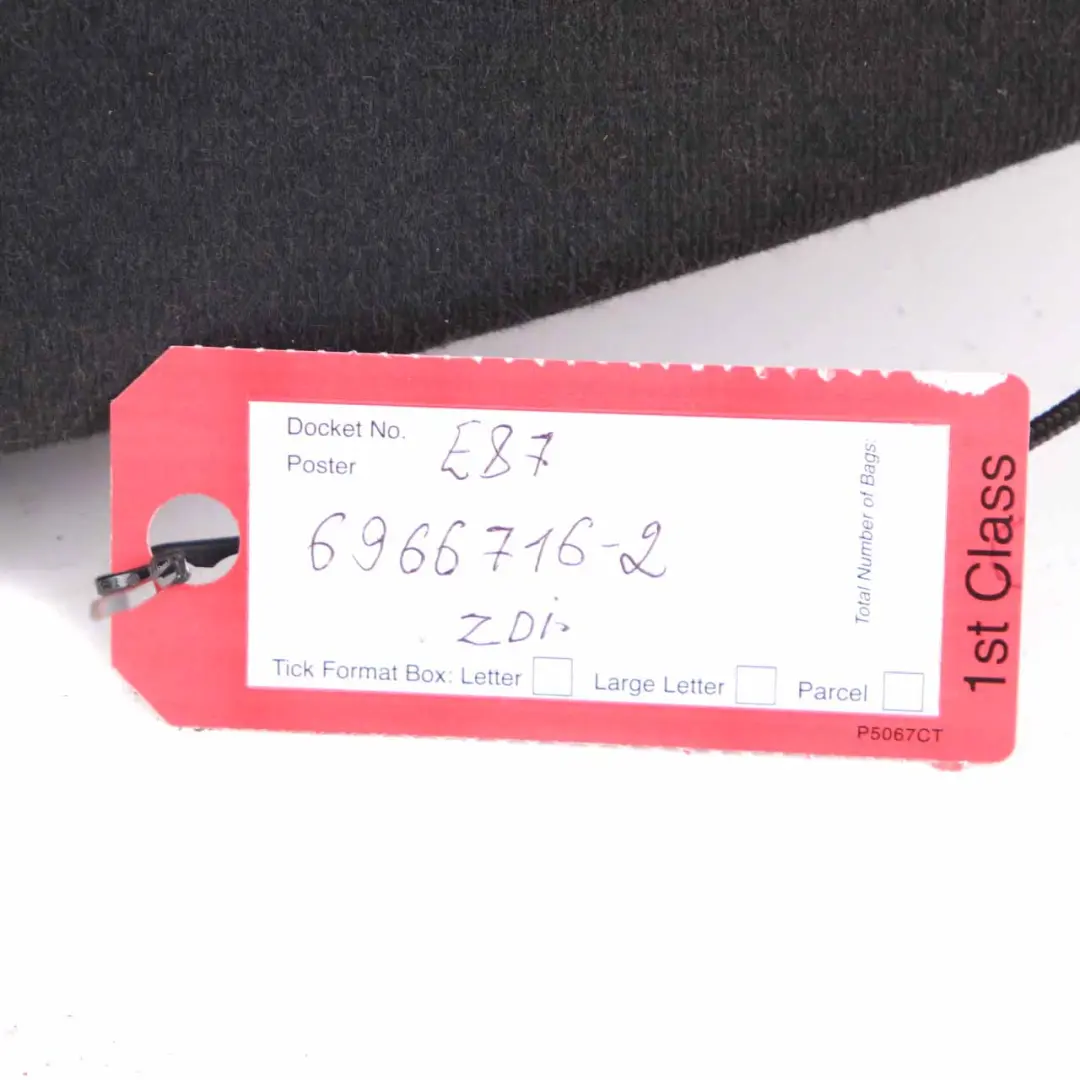 Docket No. E87
Poster
6966716-2
Tick Format Box: Letter Large Letter Parcel
Total Number of Bags:
1st Class
P5067CT